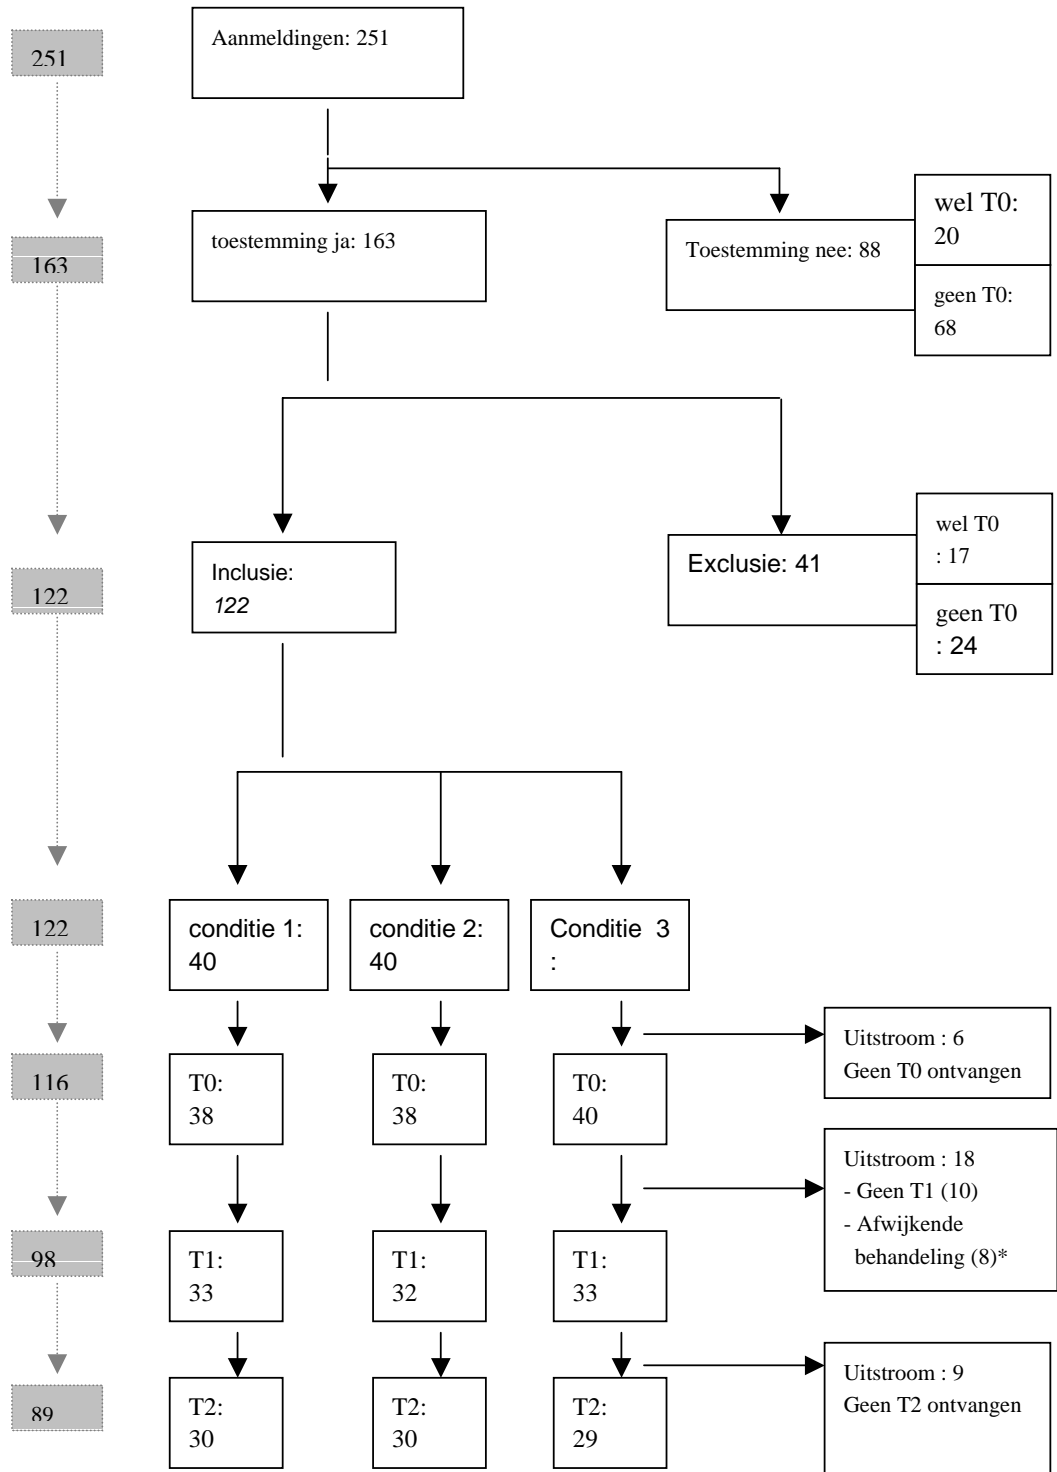 251
Aanmeldingen: 251
163
toestemming ja: 163
Toestemming nee: 88
wel T0:
20
geen T0:
68
122
Inclusie:
122
Exclusie: 41
wel T0
: 17
geen T0
: 24
122
conditie 1:
40
conditie 2:
40
Conditie 3
:
116
T0:
38
T0:
38
T0:
40
Uitstroom : 6
Geen T0 ontvangen
98
T1:
33
T1:
32
T1:
33
Uitstroom : 18
- Geen T1 (10)
- Afwijkende
behandeling (8)*
89
T2:
30
T2:
30
T2:
29
Uitstroom : 9
Geen T2 ontvangen